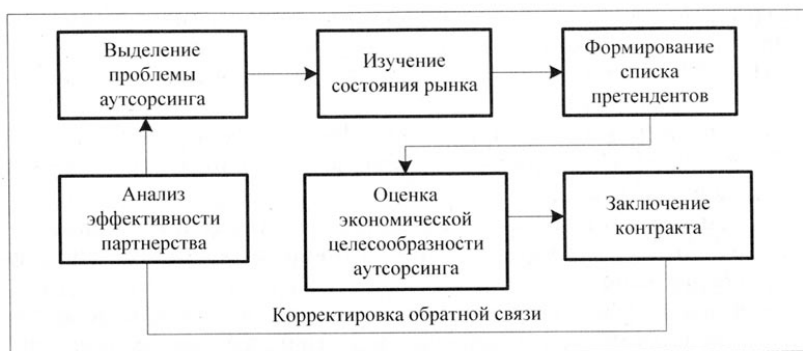 Выделение
проблемы
аутсорсинга
Изучение
состояния рынка
Формирование
списка
претендентов
Анализ
эффективности
партнерства
Оценка
экономической
целесообразности
аутсорсинга
Заключение
контракта
Корректировка обратной связи